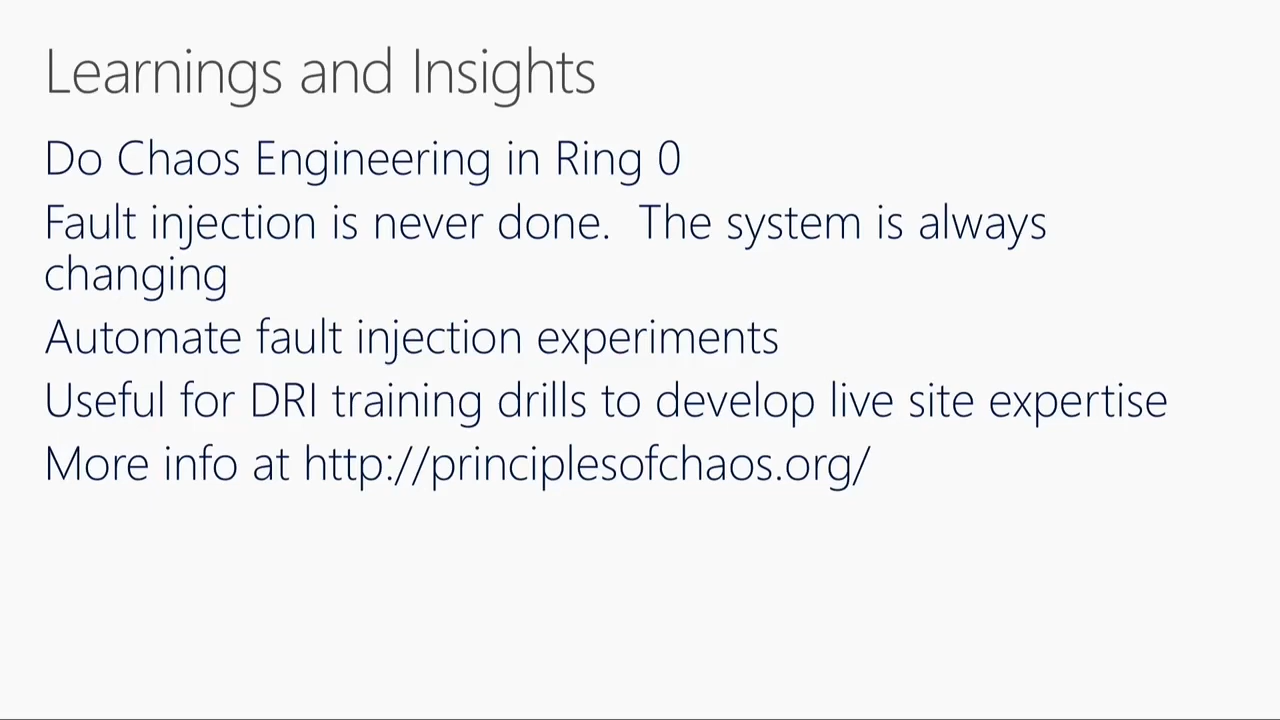 Learnings and Insights
Do Chaos Engineering in Ring 0
Fault injection is never done.  The system is always
changing
Automate fault injection experiments
Useful for DRI training drills to develop live site expertise
More info at http://principlesofchaos.org/